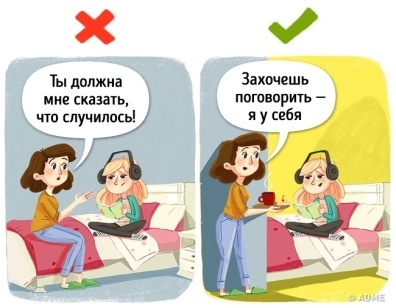 Ты должна
мне сказать,
что случилось!
Захочешь
поговорить –
я у себя
© ADME